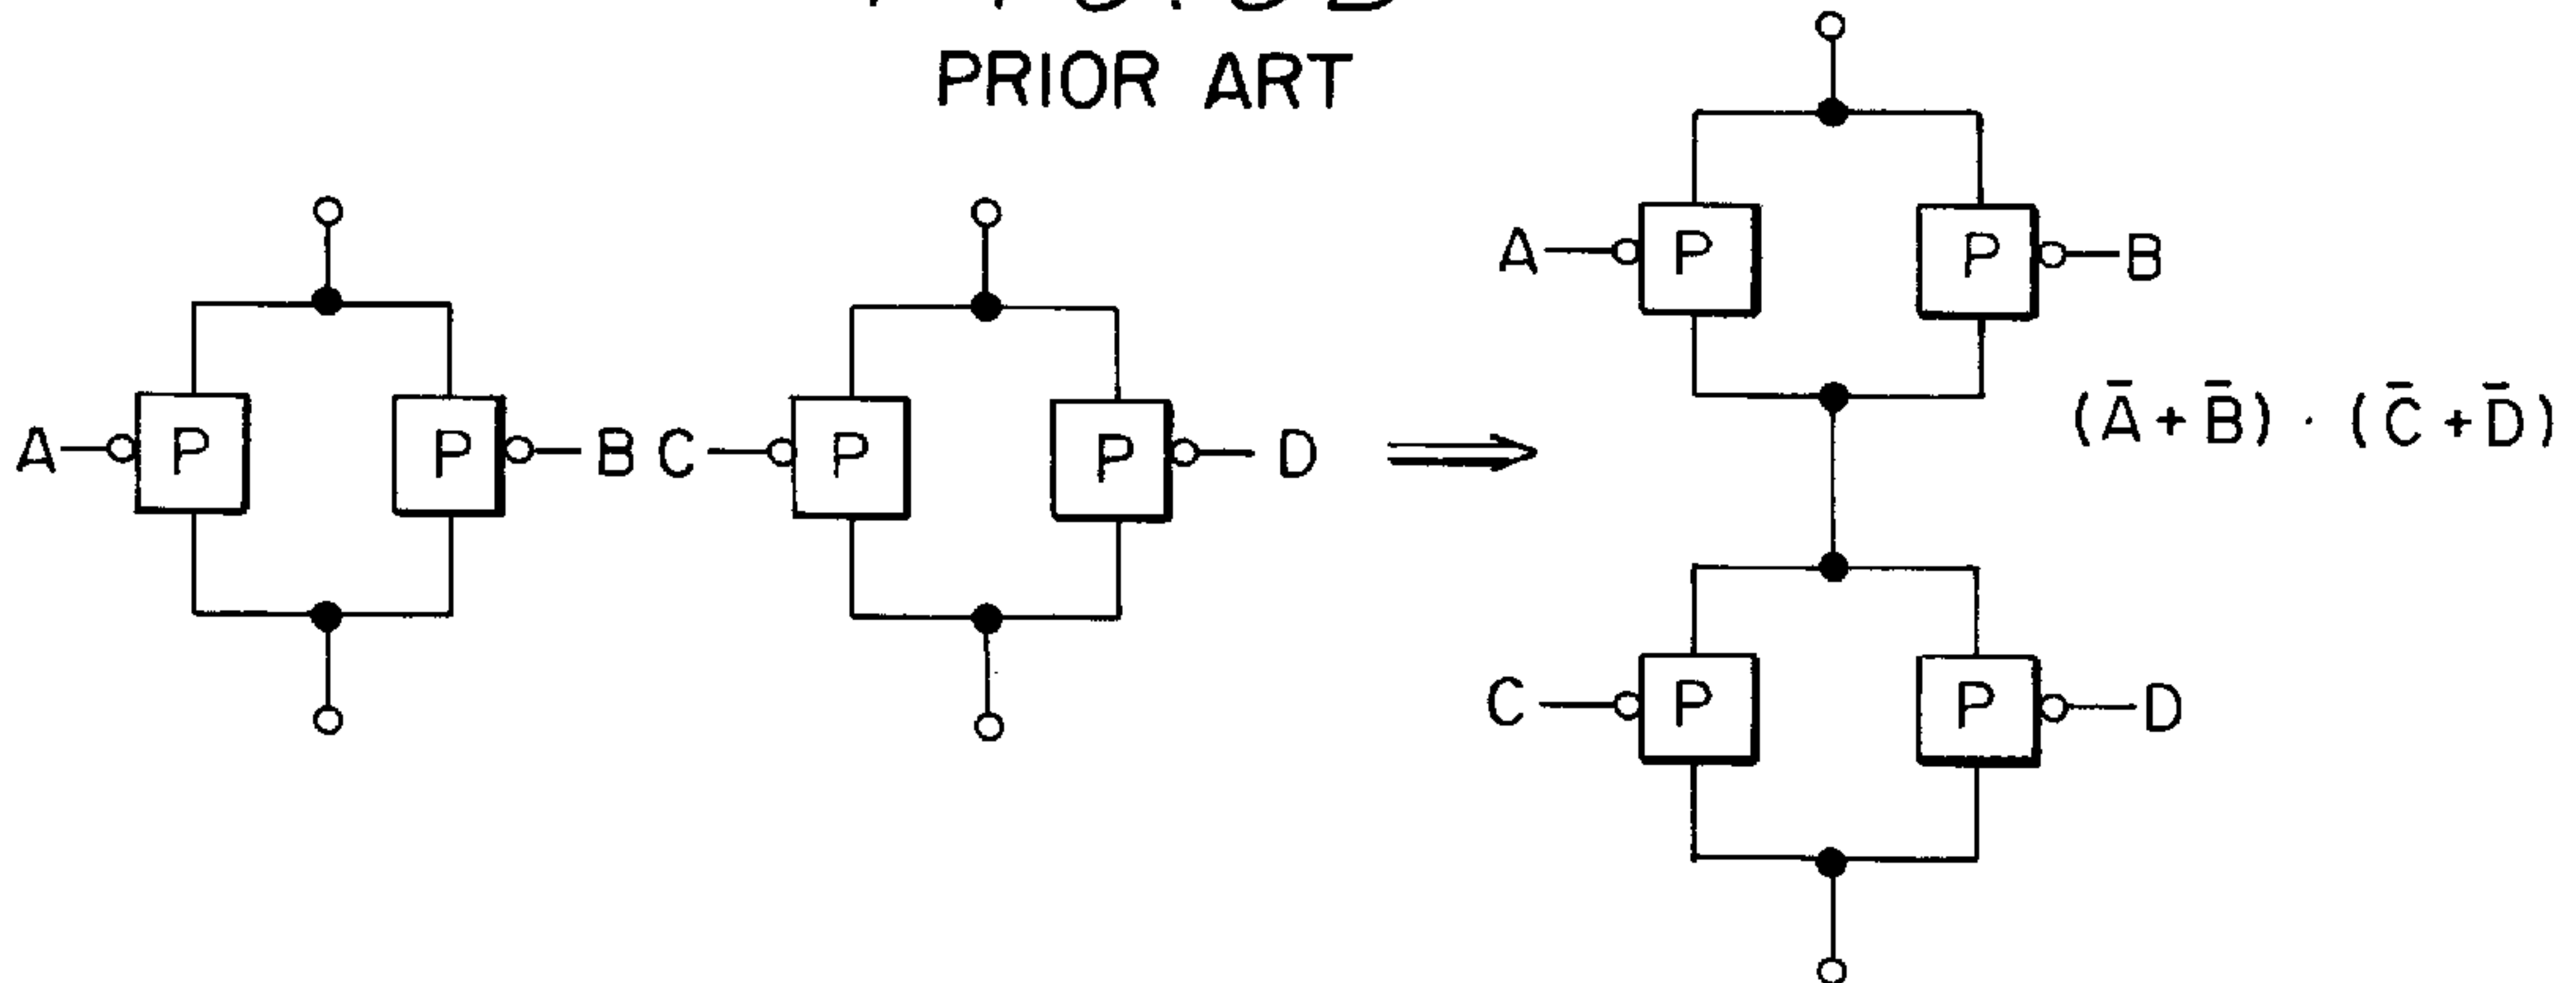 PRIOR ART
A P P B C P P D
A P P B
(Ā + B̄) · (C̄ + D̄)
C P P D